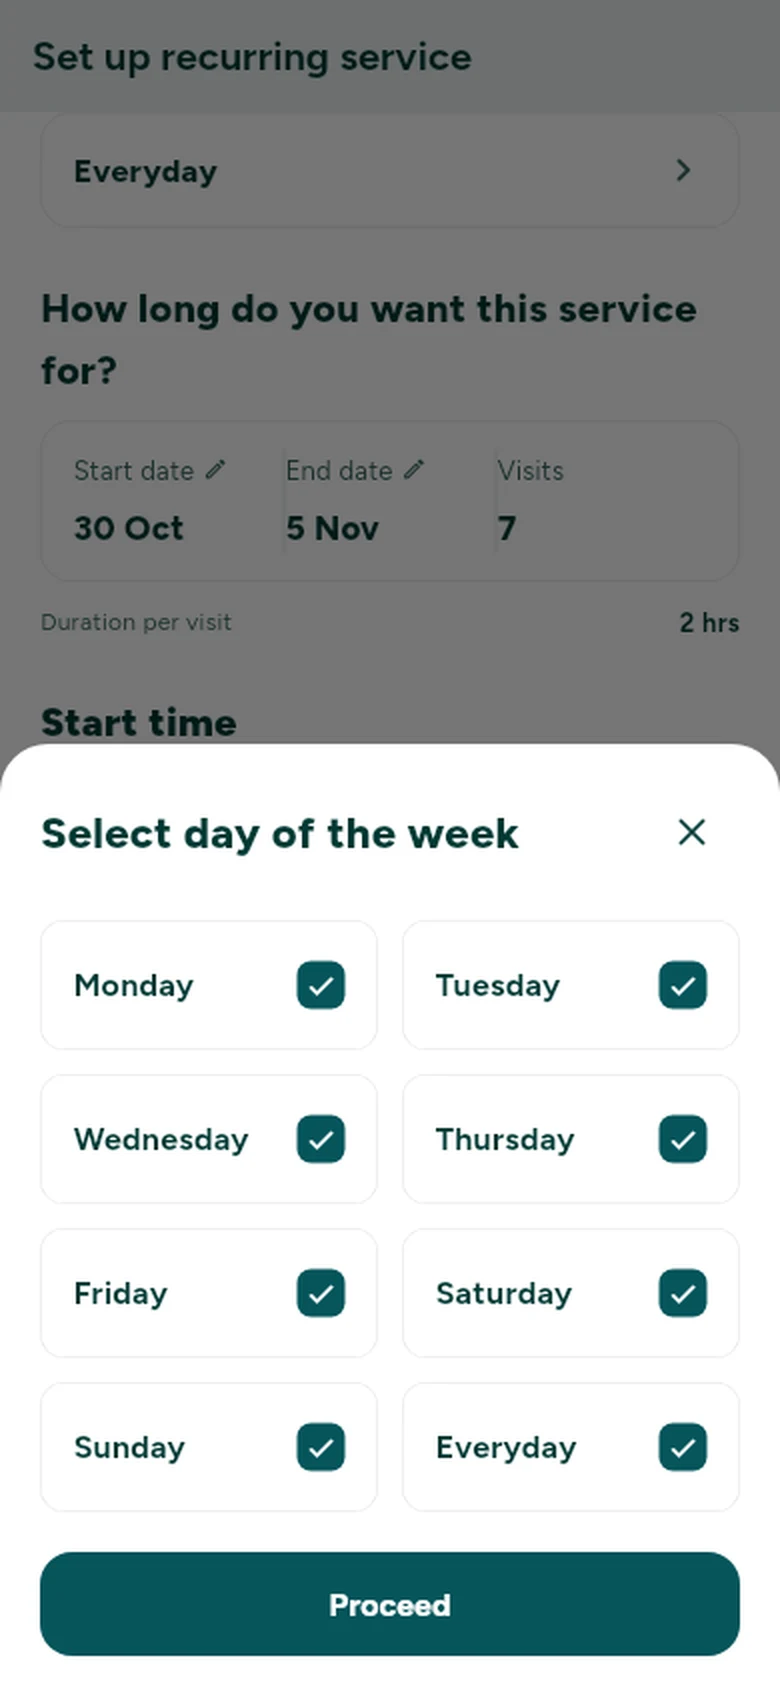 Set up recurring service
Everyday
How long do you want this service
for?
Start date
End date
Visits
30 Oct
5 Nov
7
Duration per visit
2 hrs
Start time
Select day of the week
Monday
Tuesday
Wednesday
Thursday
Friday
Saturday
Sunday
Everyday
Proceed